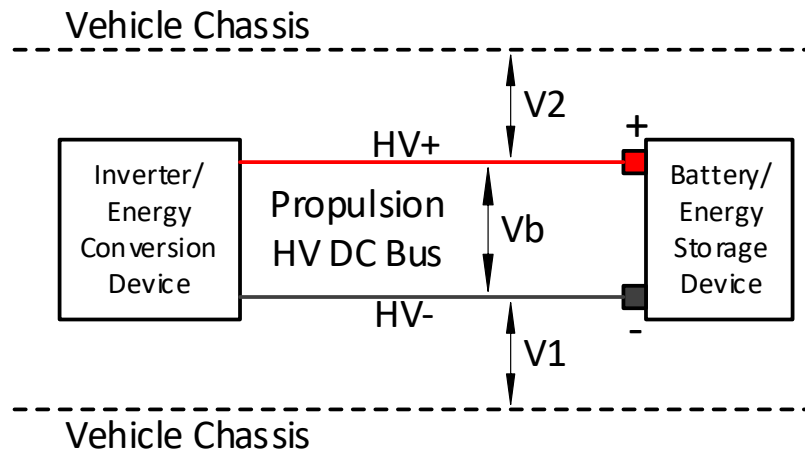 Vehicle Chassis
V2
+
HV+
Inverter/
Energy
Conversion
Device
Propulsion
HV DC Bus
Vb
Battery/
Energy
Storage
Device
HV-
-
V1
Vehicle Chassis